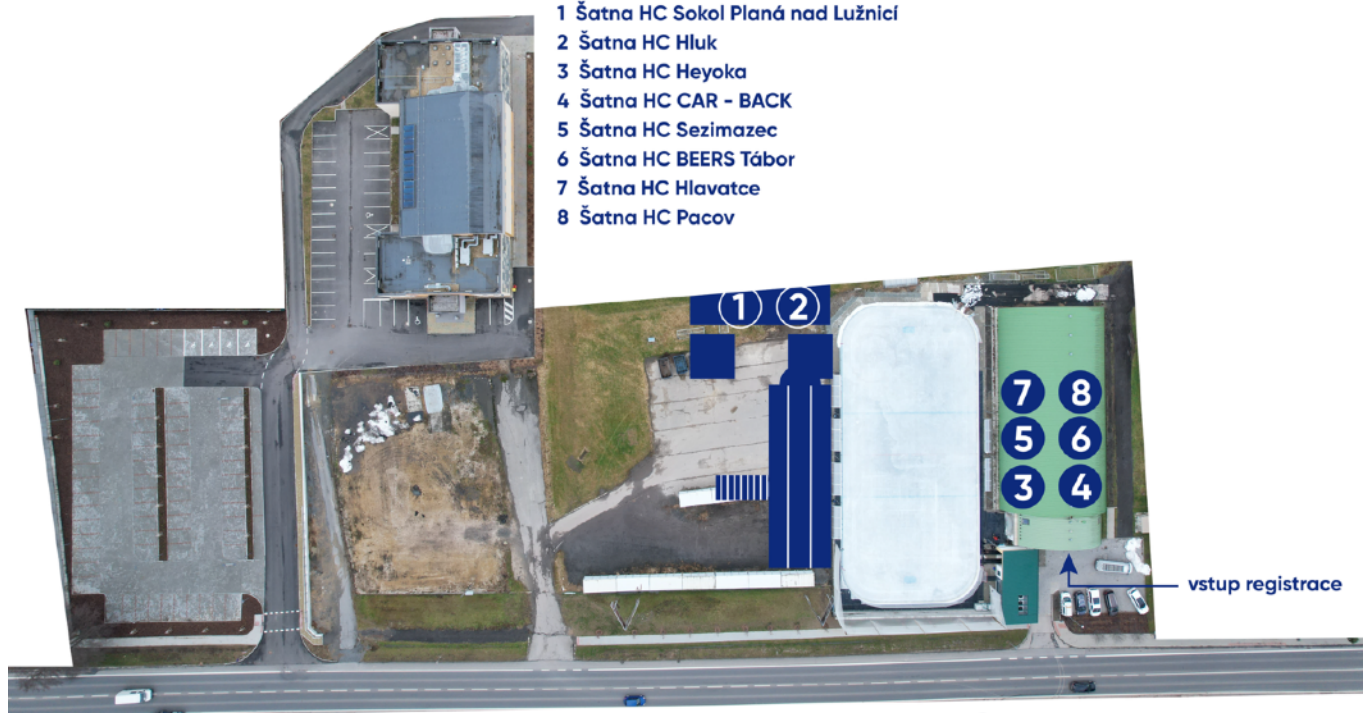 1 Šatna HC Sokol Planá nad Lužnicí
2 Šatna HC Hluk
3 Šatna HC Heyoka
4 Šatna HC CAR - BACK
5 Šatna HC Sezimazec
6 Šatna HC BEERS Tábor
7 Šatna HC Hlavatce
8 Šatna HC Pacov
1 2
7 8
5 6
3 4
vstup registrace